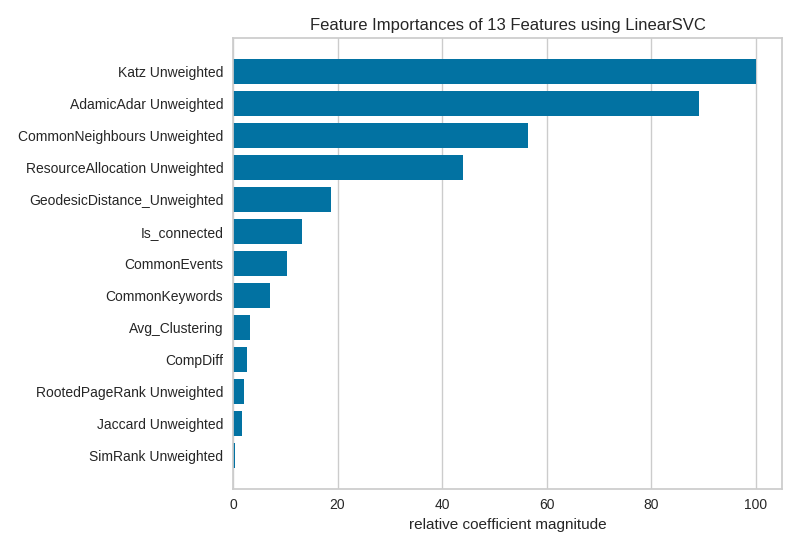 Feature Importances of 13 Features using LinearSVC
Katz Unweighted
AdamicAdar Unweighted
CommonNeighbours Unweighted
ResourceAllocation Unweighted
GeodesicDistance_Unweighted
Is_connected
CommonEvents
CommonKeywords
Avg_Clustering
CompDiff
RootedPageRank Unweighted
Jaccard Unweighted
SimRank Unweighted
0 20 40 60 80 100
relative coefficient magnitude